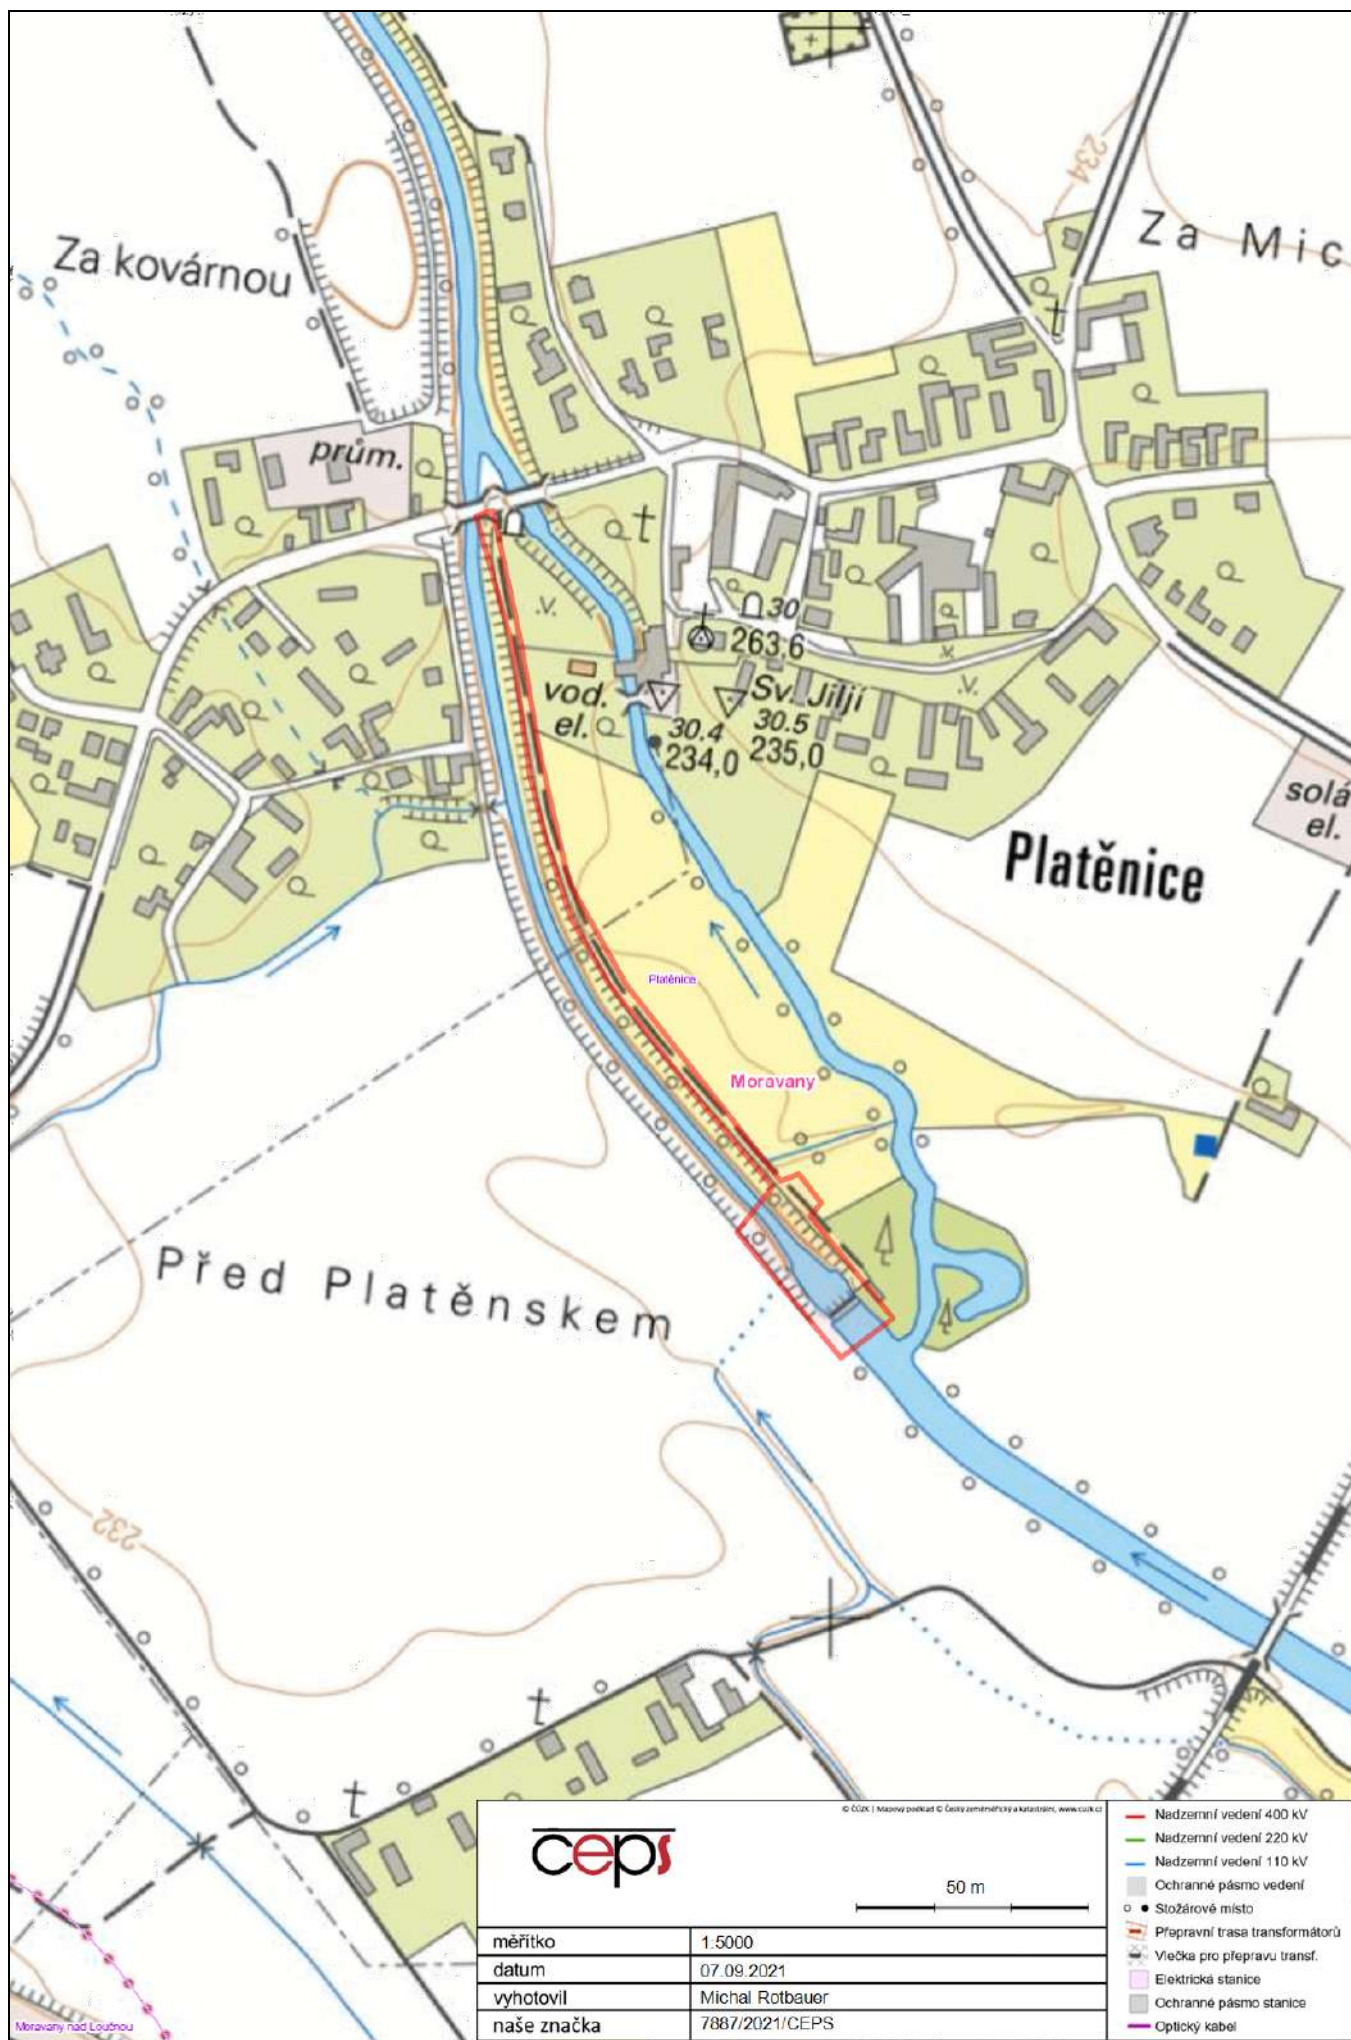 234
Za Mic
Za kovárnou
prům.
30
263,6
vod.
el.
Sv. Jiljí
30.4
30.5
234,0
235,0
solá
el.
Platěnice
Platěnice
Moravany
Před Platěnskem
232
Moravany nad Loučnou
© ČÚZK | Mapový podklad © Český zeměměřický a katastrální, www.cuzk.cz
čeps
50 m
měřítko 1:5000
datum 07.09.2021
vyhotovil Michal Rotbauer
naše značka 7887/2021/CEPS
Nadzemní vedení 400 kV
Nadzemní vedení 220 kV
Nadzemní vedení 110 kV
Ochranné pásmo vedení
Stožárové místo
Přepravní trasa transformátorů
Vlečka pro přepravu transf.
Elektrická stanice
Ochranné pásmo stanice
Optický kabel